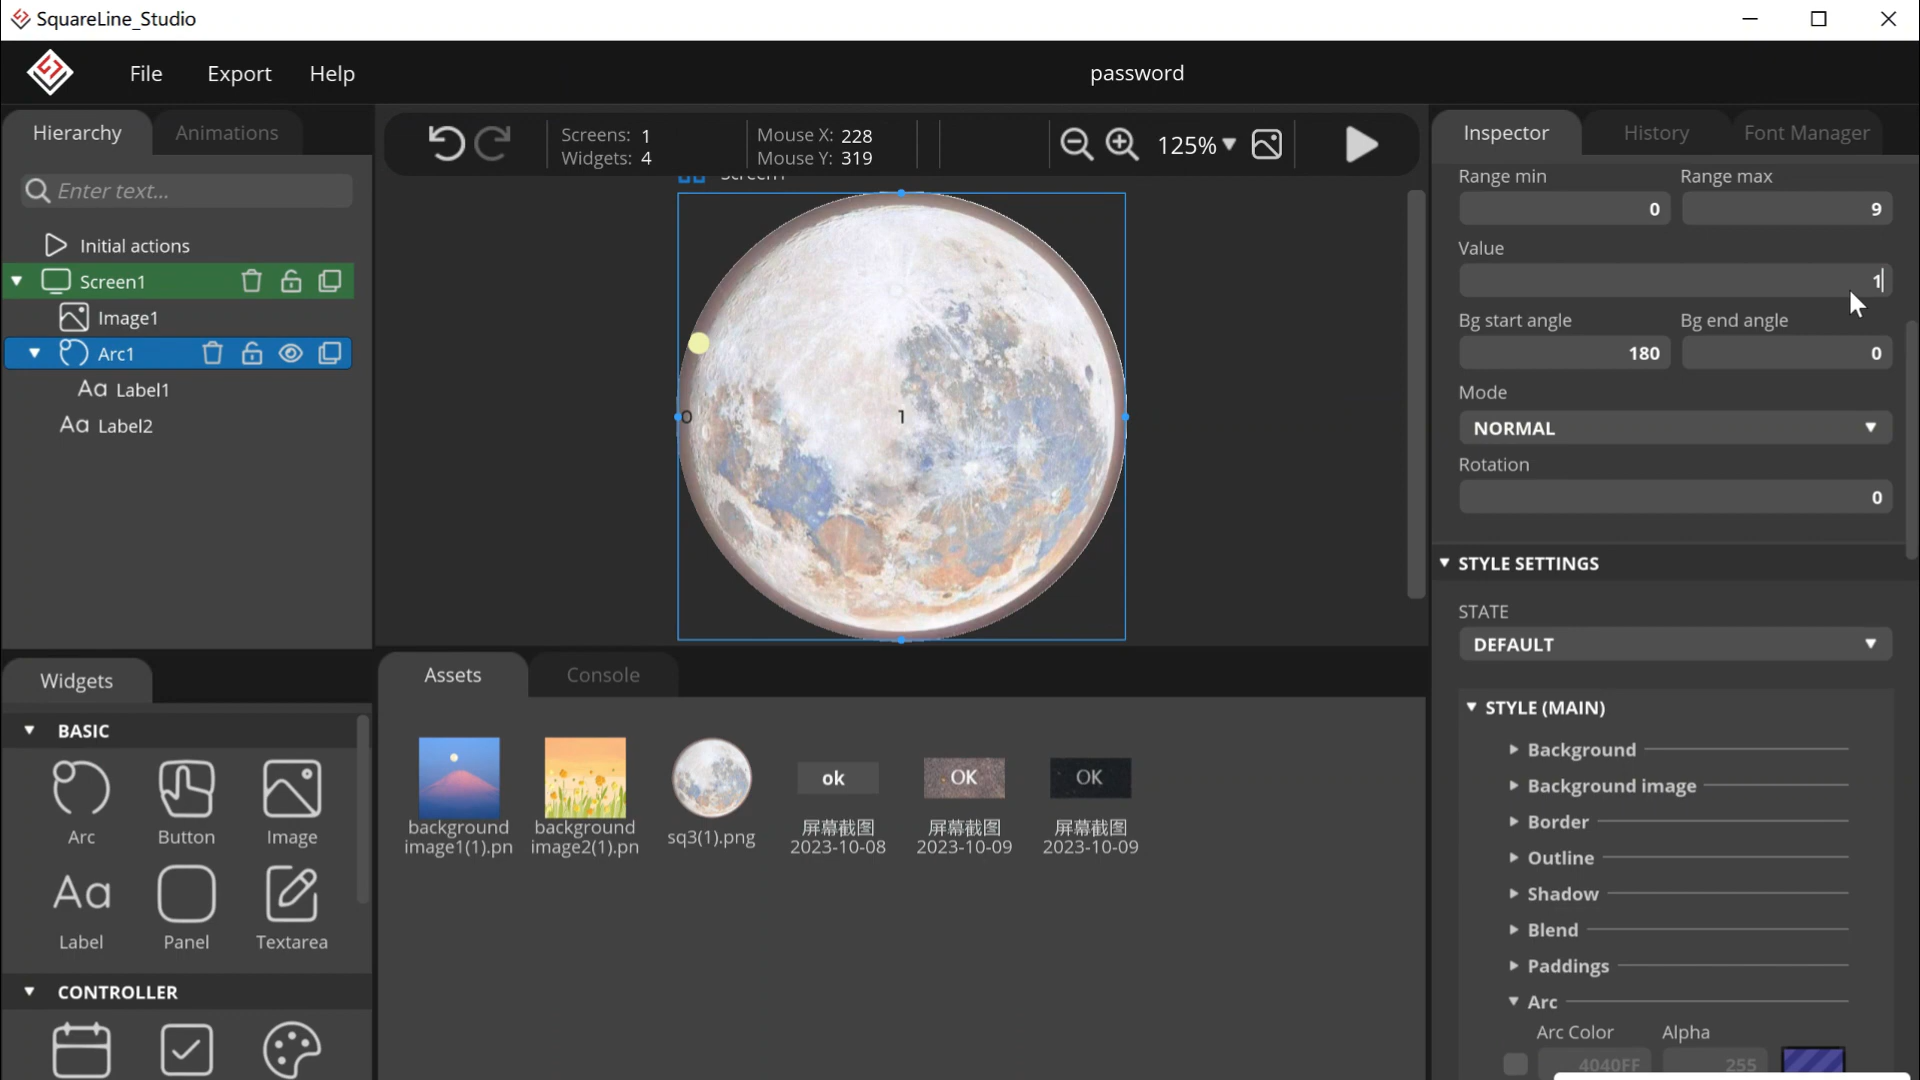 SquareLine_Studio
File Export Help
password
Hierarchy Animations
Enter text...
Initial actions
Screen1
Image1
Arc1
Label1
Label2
Screens: 1
Widgets: 4
Mouse X: 228
Mouse Y: 319
125%
Screen1
0
1
Inspector History Font Manager
Range min Range max
0 9
Value
1
Bg start angle Bg end angle
180 0
Mode
NORMAL
Rotation
0
STYLE SETTINGS
STATE
DEFAULT
STYLE (MAIN)
Background
Background image
Border
Outline
Shadow
Blend
Paddings
Arc
Arc Color Alpha
4040FF 255
Widgets
BASIC
Arc Button Image
Label Panel Textarea
CONTROLLER
Assets Console
ok
OK
OK
background
image1(1).pn
background
image2(1).pn
sq3(1).png
屏幕截图
2023-10-08
屏幕截图
2023-10-09
屏幕截图
2023-10-09